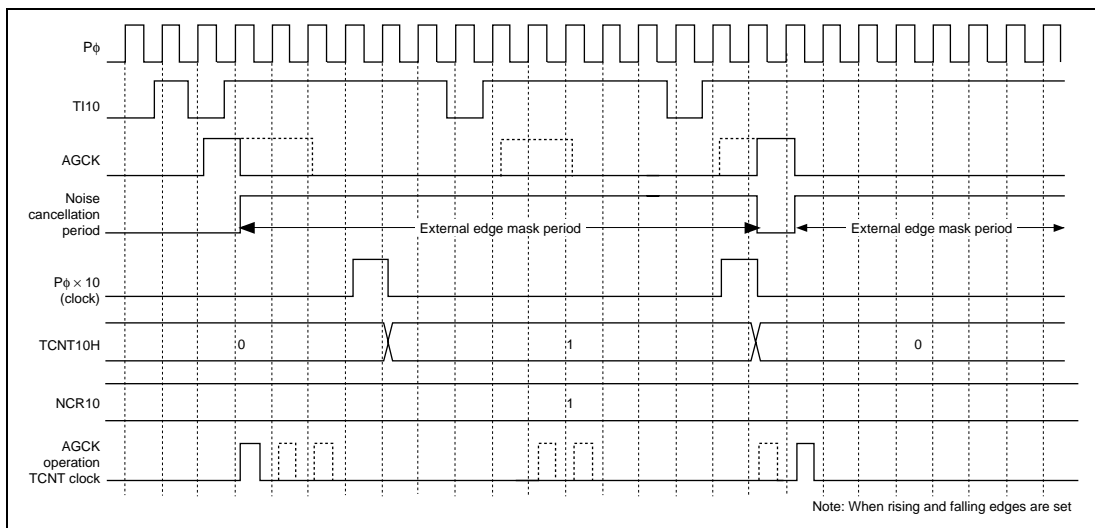 Pϕ
TI10
AGCK
Noise
cancellation
period
External edge mask period
External edge mask period
Pϕ × 10
(clock)
TCNT10H
0
1
0
NCR10
1
AGCK
operation
TCNT clock
Note: When rising and falling edges are set